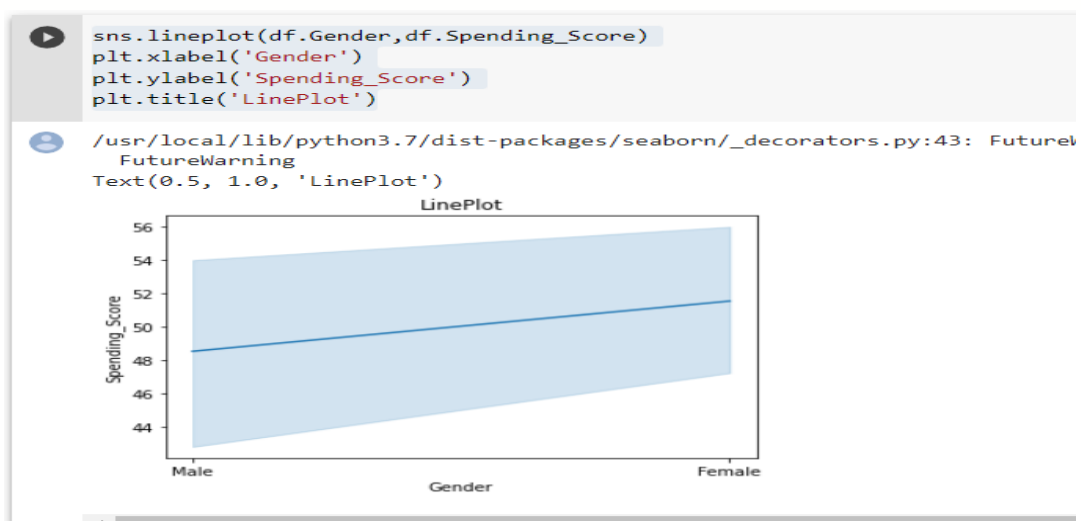 sns.lineplot(df.Gender,df.Spending_Score)
plt.xlabel('Gender')
plt.ylabel('Spending_Score')
plt.title('LinePlot')
/usr/local/lib/python3.7/dist-packages/seaborn/_decorators.py:43:
FutureWarning
Text(0.5, 1.0, 'LinePlot')
LinePlot
56
54
52
50
48
46
44
Spending_Score
Male Female
Gender